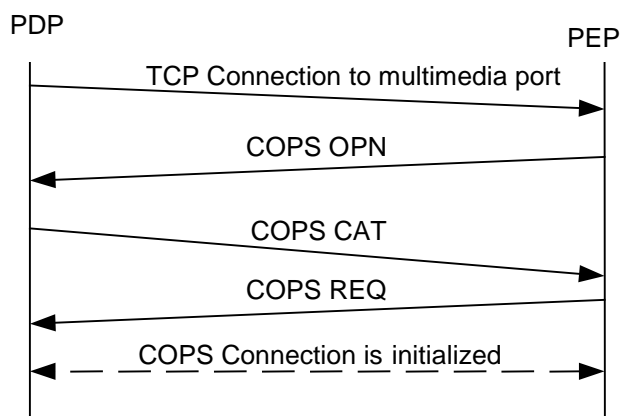 PDP
PEP
TCP Connection to multimedia port
COPS OPN
COPS CAT
COPS REQ
COPS Connection is initialized